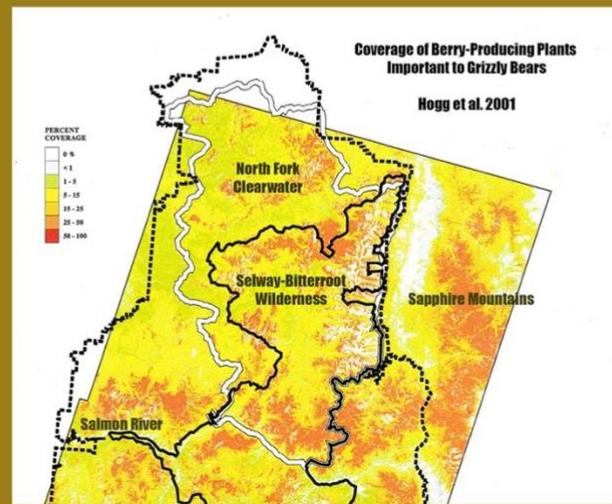 Coverage of Berry-Producing Plants
Important to Grizzly Bears
Hogg et al. 2001
PERCENT
COVERAGE
0 %
< 1
1 - 5
5 - 15
15 - 25
25 - 50
50 - 100
North Fork
Clearwater
Selway-Bitterroot
Wilderness
Sapphire Mountains
Salmon River